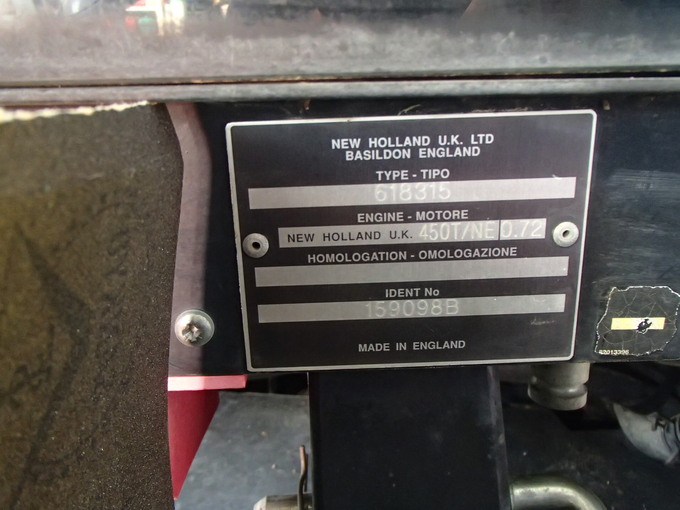 NEW HOLLAND U.K. LTD
BASILDON ENGLAND
TYPE - TIPO
618315
ENGINE - MOTORE
NEW HOLLAND U.K. 450T/NE 0.72
HOMOLOGATION - OMOLOGAZIONE
IDENT No
159098B
MADE IN ENGLAND